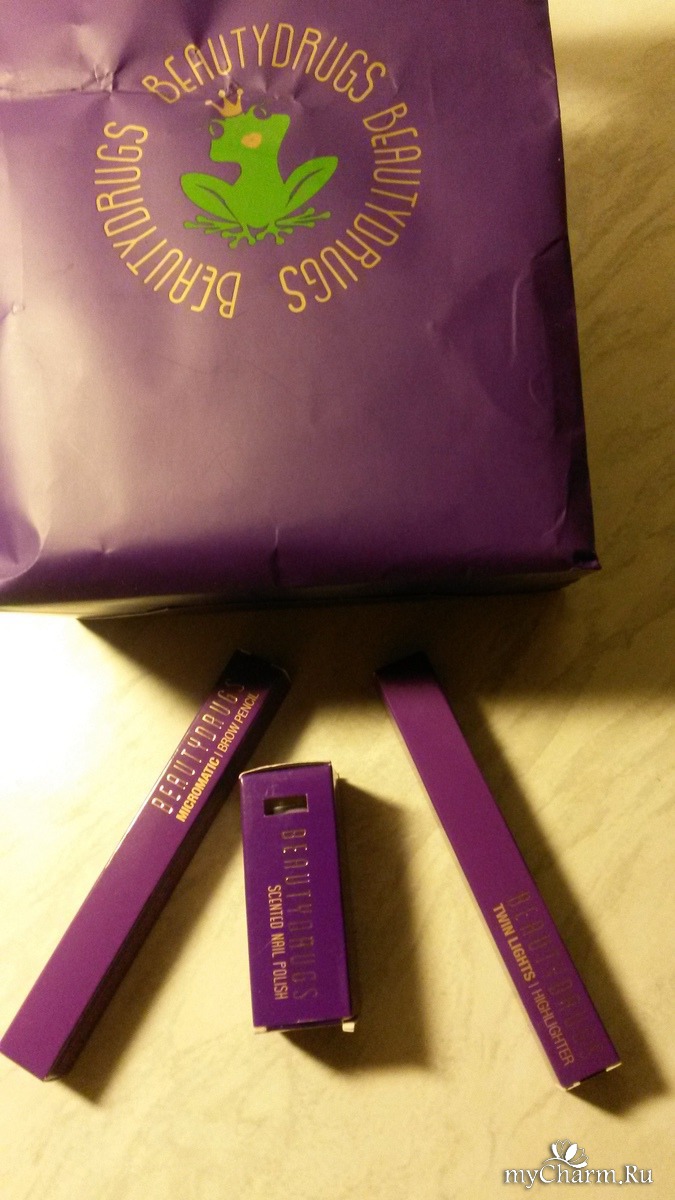 BEAUTYDRUGS BEAUTYDRUGS BEAUTYDRUGS BEAUTYDRUGS
BEAUTYDRUGS
MICROMATIC | BROW PENCIL
BEAUTYDRUGS
SCENTED NAIL POLISH
BEAUTYDRUGS
TWIN LIGHTS | HIGHLIGHTER
myCharm.Ru